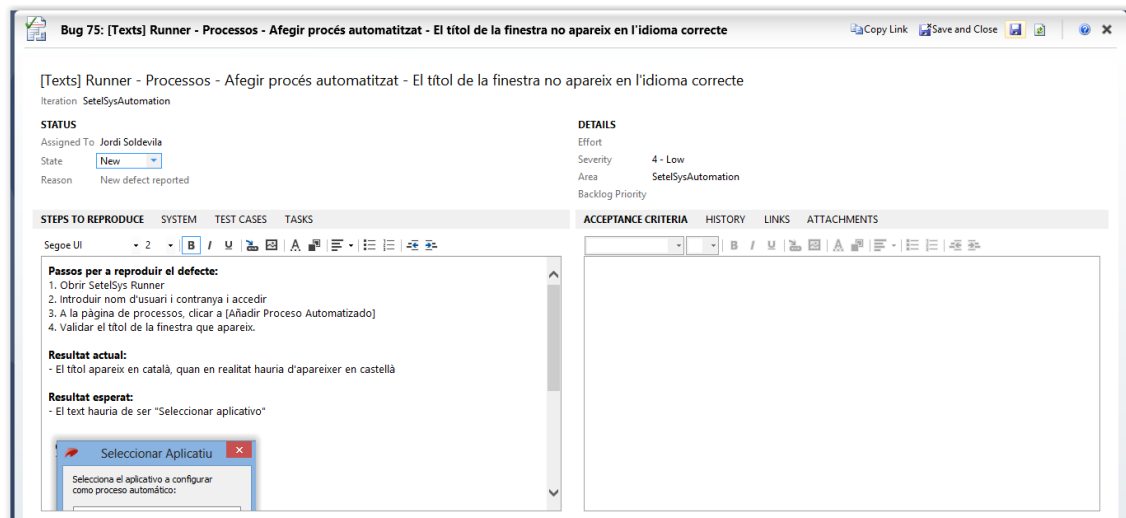 Bug 75: [Texts] Runner - Processos - Afegir procés automatitzat - El títol de la finestra no apareix en l'idioma correcte
Copy Link Save and Close
[Texts] Runner - Processos - Afegir procés automatitzat - El títol de la finestra no apareix en l'idioma correcte
Iteration SetelSysAutomation
STATUS
Assigned To Jordi Soldevila
State New
Reason New defect reported
DETAILS
Effort
Severity 4 - Low
Area SetelSysAutomation
Backlog Priority
STEPS TO REPRODUCE SYSTEM TEST CASES TASKS
Segoe UI 2 B I U A
Passos per a reproduir el defecte:
1. Obrir SetelSys Runner
2. Introduir nom d'usuari i contranya i accedir
3. A la pàgina de processos, clicar a [Añadir Proceso Automatizado]
4. Validar el títol de la finestra que apareix.
Resultat actual:
- El títol apareix en català, quan en realitat hauria d'apareixer en castellà
Resultat esperat:
- El text hauria de ser "Seleccionar aplicativo"
Seleccionar Aplicatiu
Selecciona el aplicativo a configurar
como proceso automático:
ACCEPTANCE CRITERIA HISTORY LINKS ATTACHMENTS
B I U A